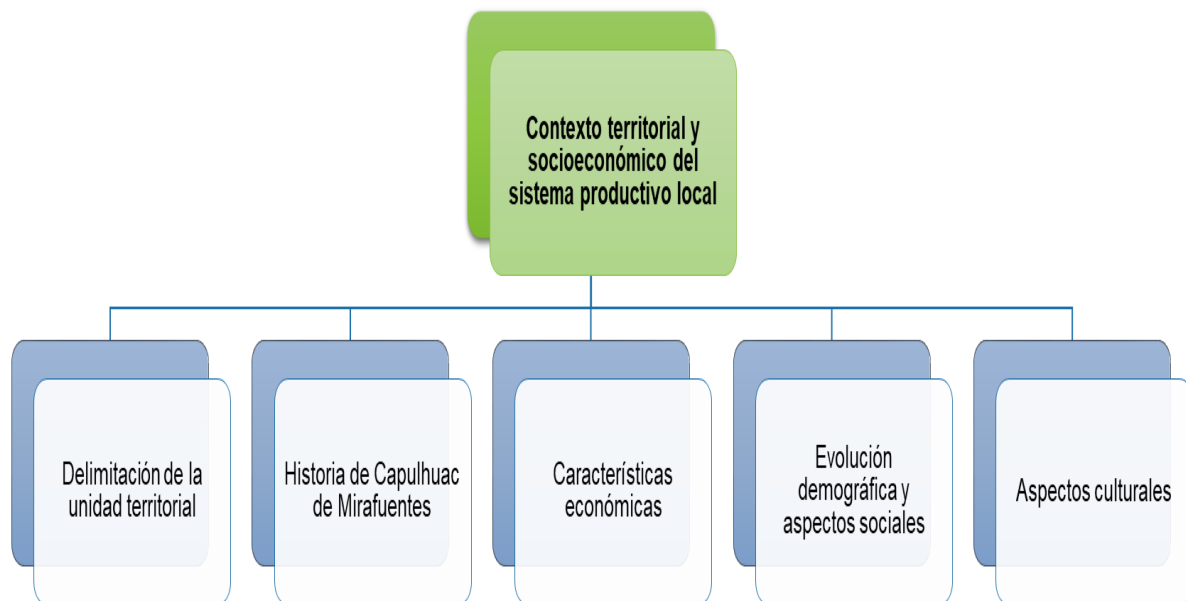 Contexto territorial y
socioeconómico del
sistema productivo local
Delimitación de la
unidad territorial
Historia de Capulhuac
de Mirafuentes
Características
económicas
Evolución
demográfica y
aspectos sociales
Aspectos culturales